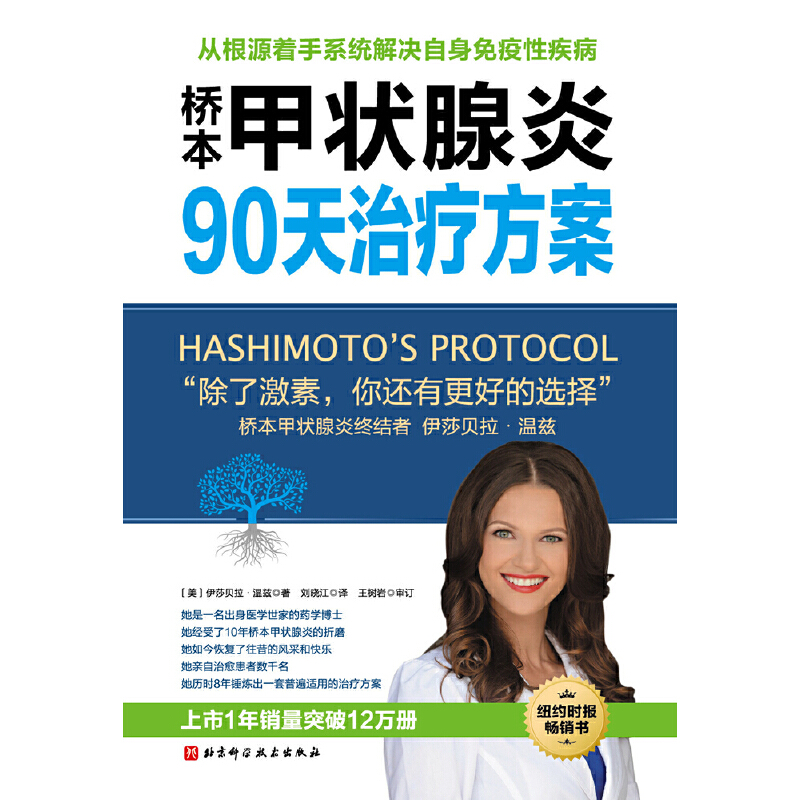 从根源着手系统解决自身免疫性疾病
桥本甲状腺炎
90天治疗方案
HASHIMOTO'S PROTOCOL
“除了激素，你还有更好的选择”
桥本甲状腺炎终结者 伊莎贝拉·温兹
［美］伊莎贝拉·温兹◎著 刘晓江◎译 王树岩◎审订
她是一名出身医学世家的药学博士
她经受了10年桥本甲状腺炎的折磨
她如今恢复了往昔的风采和快乐
她亲自治愈患者数千名
她历时8年锤炼出一套普遍适用的治疗方案
纽约时报
畅销书
上市1年销量突破12万册
北京科学技术出版社